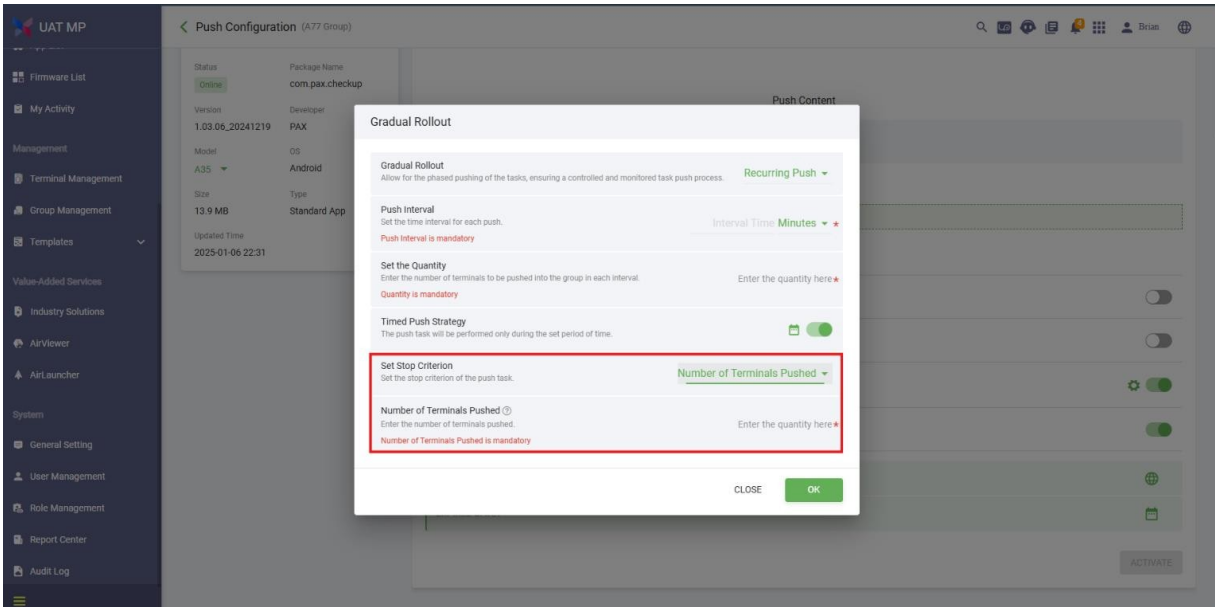 UAT MP
Push Configuration (A77 Group)
Brian
Firmware List
My Activity
Management
Terminal Management
Group Management
Templates
Value-Added Services
Industry Solutions
AirViewer
AirLauncher
System
General Setting
User Management
Role Management
Report Center
Audit Log
Status
Package Name
Online
com.pax.checkup
Version
Developer
1.03.06_20241219
PAX
Model
OS
A35
Android
Size
Type
13.9 MB
Standard App
Updated Time
2025-01-06 22:31
Push Content
Gradual Rollout
Gradual Rollout
Allow for the phased pushing of the tasks, ensuring a controlled and monitored task push process.
Recurring Push
Push Interval
Set the time interval for each push.
Interval Time Minutes *
Push Interval is mandatory
Set the Quantity
Enter the number of terminals to be pushed into the group in each interval.
Enter the quantity here*
Quantity is mandatory
Timed Push Strategy
The push task will be performed only during the set period of time.
Set Stop Criterion
Set the stop criterion of the push task.
Number of Terminals Pushed
Number of Terminals Pushed
Enter the number of terminals pushed.
Enter the quantity here*
Number of Terminals Pushed is mandatory
CLOSE
OK
ACTIVATE